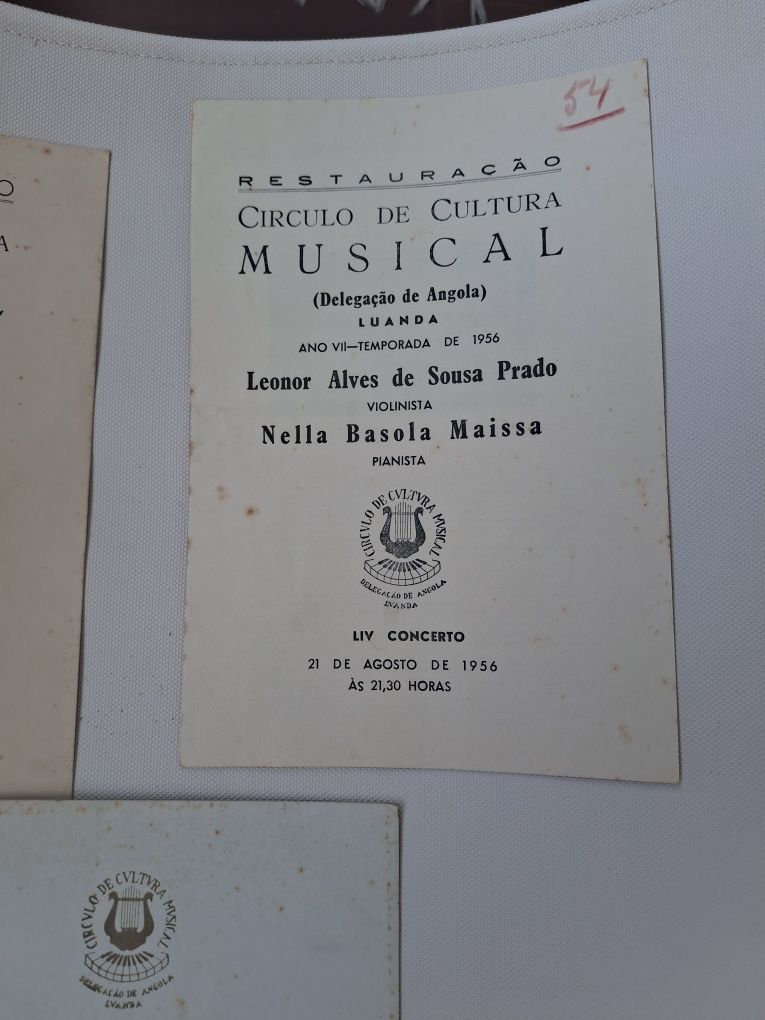 54
RESTAURAÇÃO
CIRCULO DE CULTURA
MUSICAL
(Delegação de Angola)
LUANDA
ANO VII—TEMPORADA DE 1956
Leonor Alves de Sousa Prado
VIOLINISTA
Nella Basola Maissa
PIANISTA
CIRCVLO DE CVLTVRA MVSICAL
DELEGAÇÃO DE ANGOLA
LVANDA
LIV CONCERTO
21 DE AGOSTO DE 1956
ÀS 21,30 HORAS
O
A
CIRCVLO DE CVLTVRA MVSICAL
DELEGAÇÃO DE ANGOLA
LVANDA